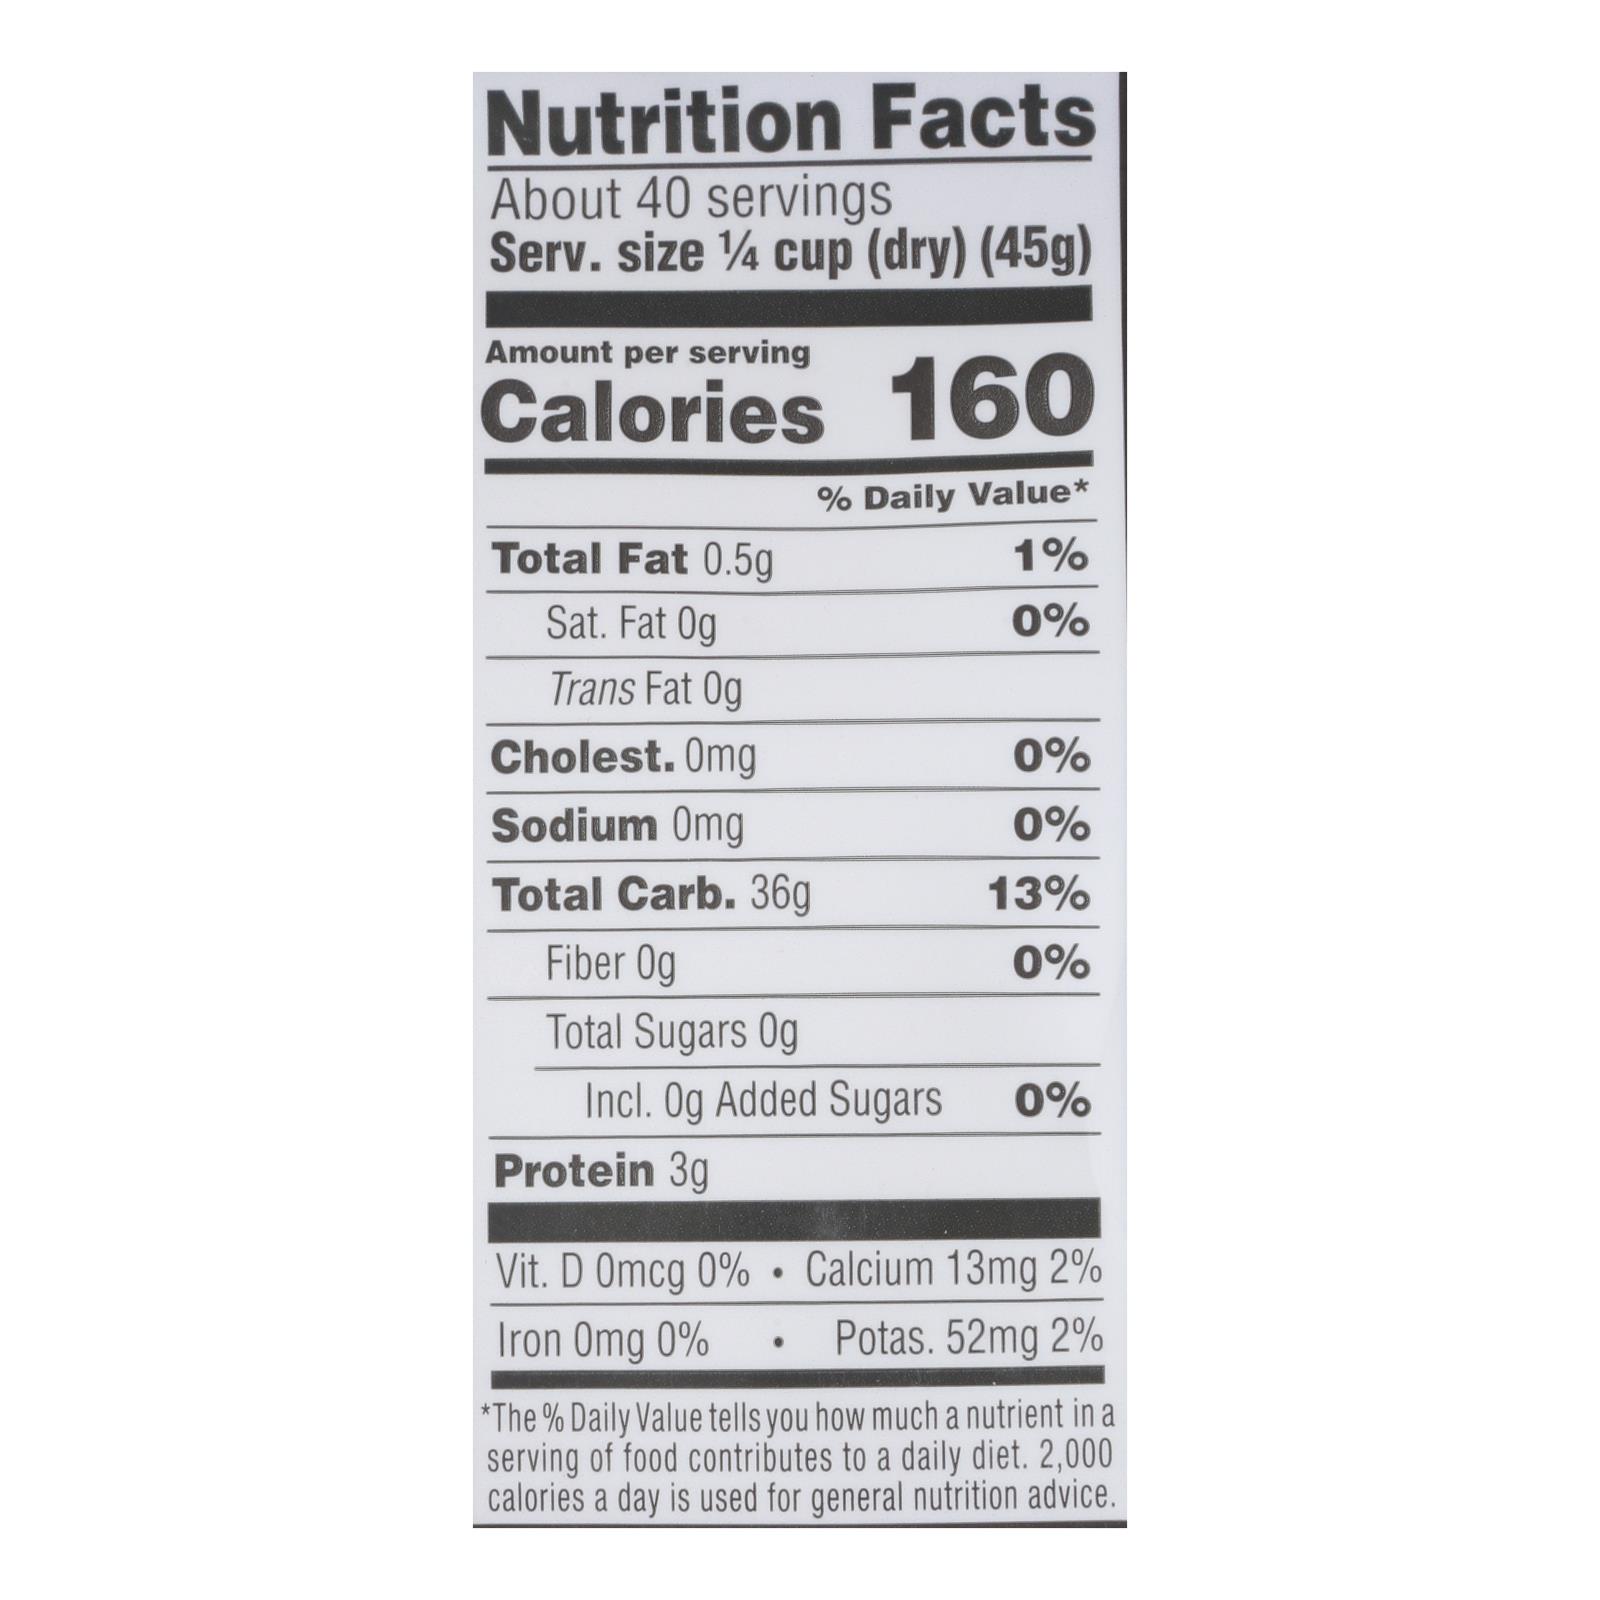 Nutrition Facts
About 40 servings
Serv. size ¼ cup (dry) (45g)
Amount per serving
Calories 160
% Daily Value*
Total Fat 0.5g 1%
Sat. Fat 0g 0%
Trans Fat 0g
Cholest. 0mg 0%
Sodium 0mg 0%
Total Carb. 36g 13%
Fiber 0g 0%
Total Sugars 0g
Incl. 0g Added Sugars 0%
Protein 3g
Vit. D 0mcg 0% • Calcium 13mg 2%
Iron 0mg 0% • Potas. 52mg 2%
*The % Daily Value tells you how much a nutrient in a
serving of food contributes to a daily diet. 2,000
calories a day is used for general nutrition advice.